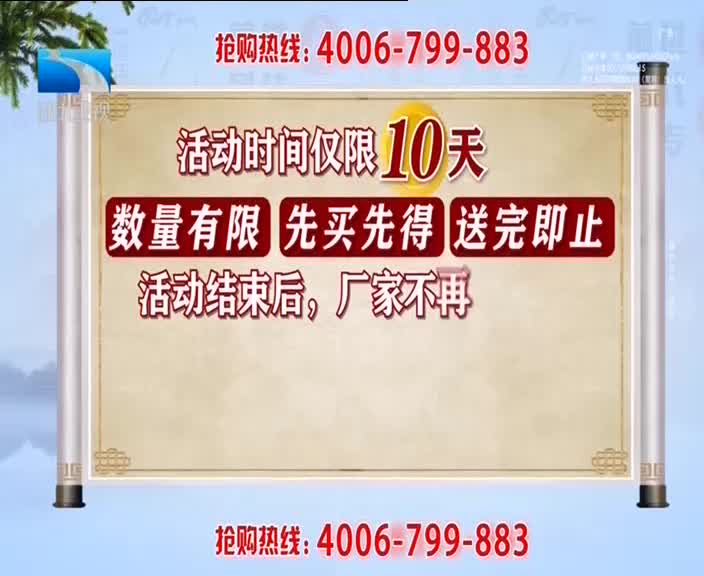 抢购热线：4006-799-883
活动时间仅限10天
数量有限 先买先得 送完即止
活动结束后，厂家不再
抢购热线：4006-799-883